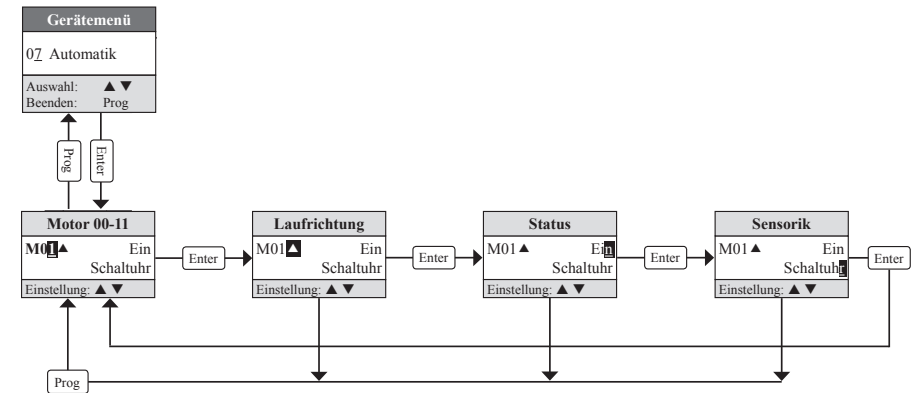 Gerätemenü
07 Automatik
Auswahl: ▲ ▼
Beenden: Prog
Prog
Enter
Motor 00-11
M01▲ Ein
Schaltuhr
Einstellung: ▲ ▼
Enter
Laufrichtung
M01▲ Ein
Schaltuhr
Einstellung: ▲ ▼
Enter
Status
M01▲ Ein
Schaltuhr
Einstellung: ▲ ▼
Enter
Sensorik
M01▲ Ein
Schaltuhr
Einstellung: ▲ ▼
Enter
Prog